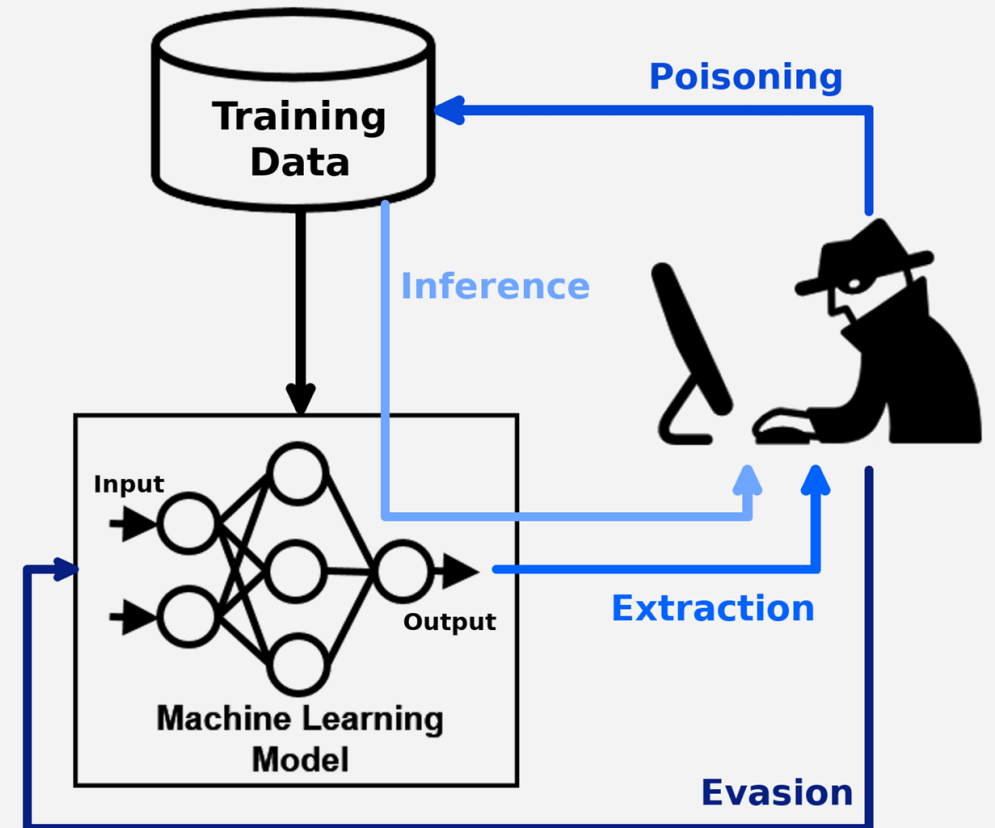 Poisoning
Training
Data
Inference
Input
Output
Extraction
Machine Learning
Model
Evasion